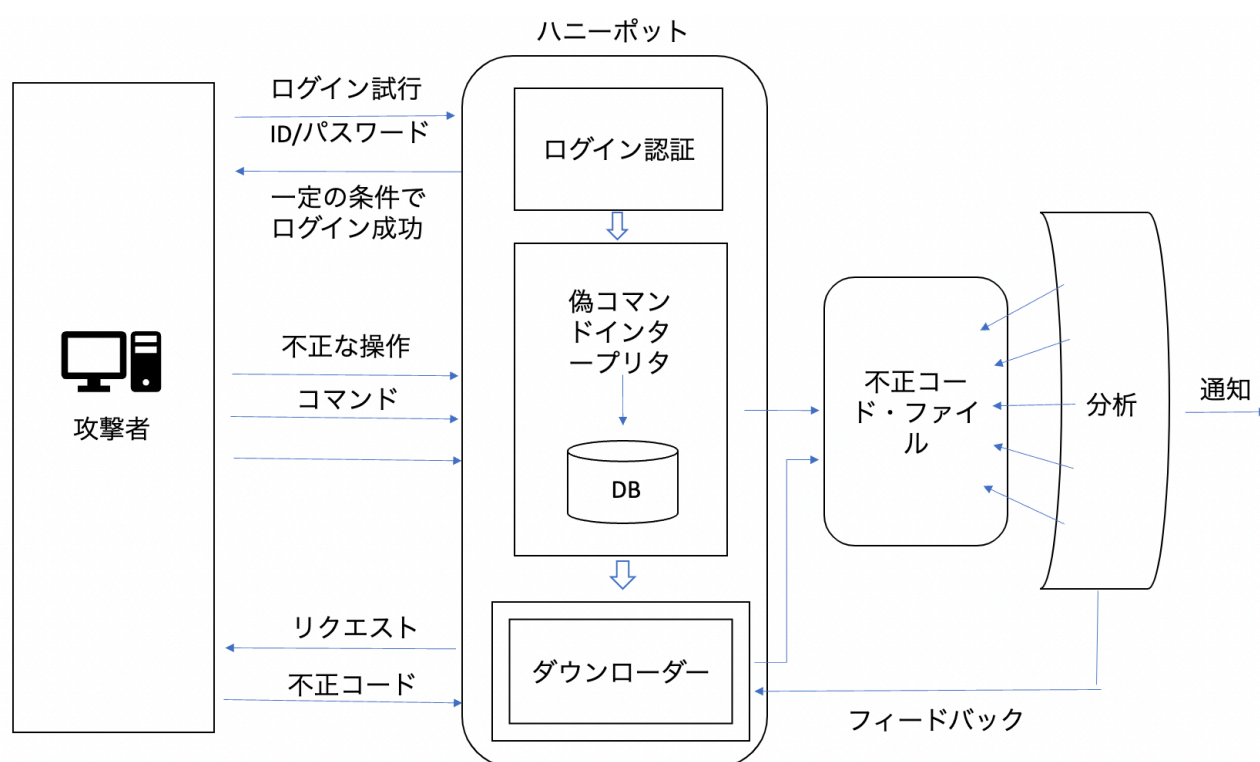 ハニーポット
ログイン試行
ID/パスワード
一定の条件で
ログイン成功
ログイン認証
偽コマン
ドインタ
ープリタ
不正な操作
コマンド
攻撃者
DB
不正コー
ド・ファイ
ル
分析
通知
リクエスト
不正コード
ダウンローダー
フィードバック